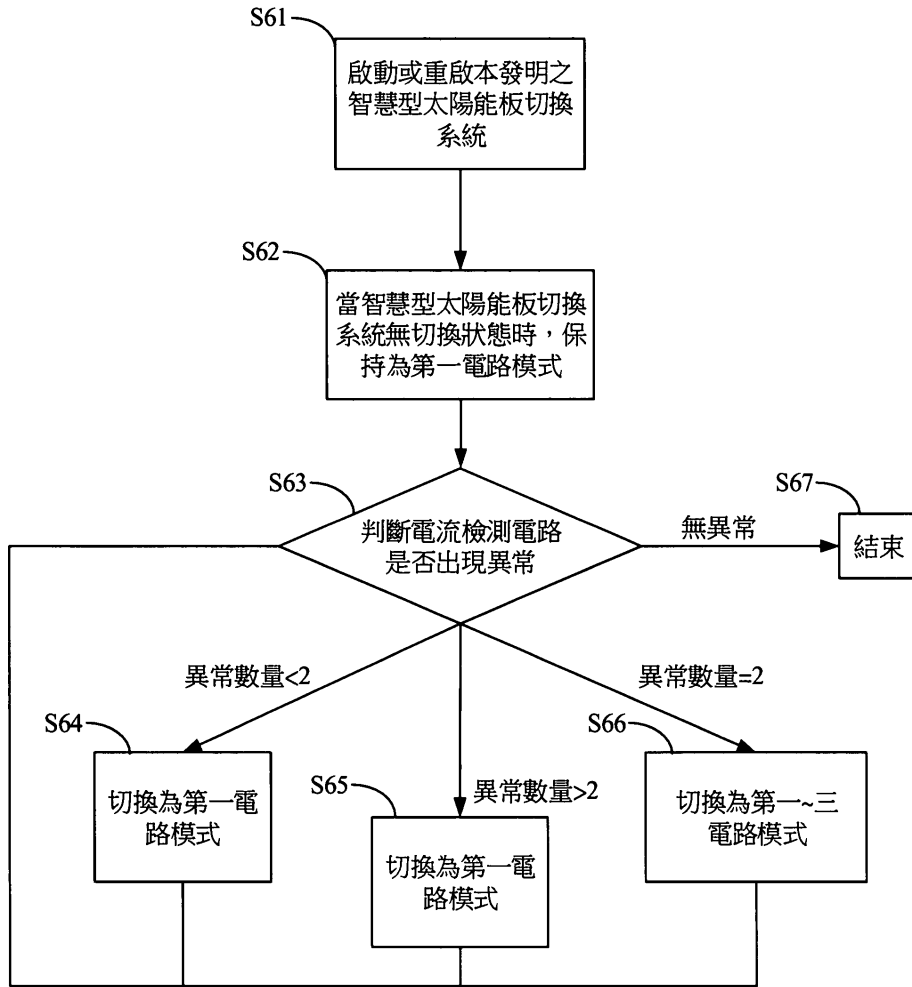 S61
啟動或重啟本發明之
智慧型太陽能板切換
系統
S62
當智慧型太陽能板切換
系統無切換狀態時，保
持為第一電路模式
S63
判斷電流檢測電路
是否出現異常
無異常
S67
結束
異常數量<2
異常數量>2
異常數量=2
S64
切換為第一電
路模式
S65
切換為第一電
路模式
S66
切換為第一~三
電路模式